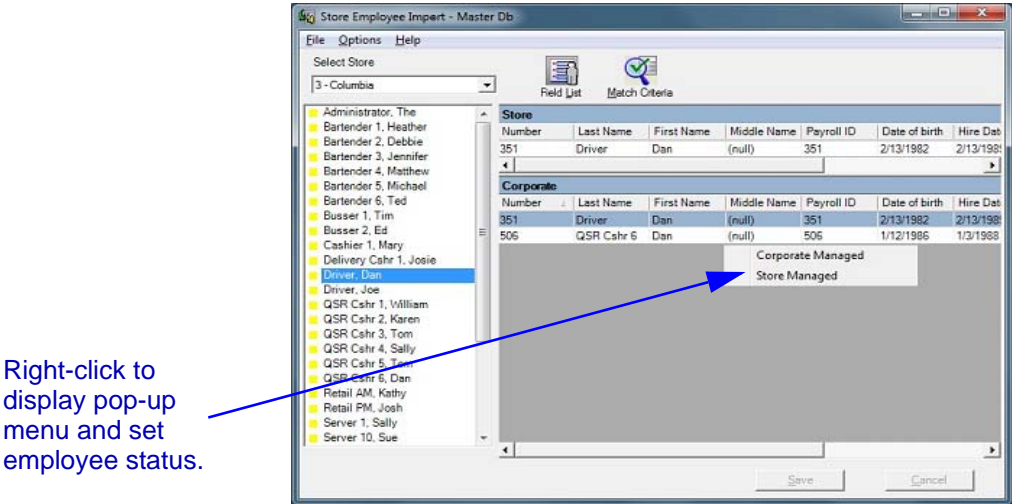 Store Employee Import - Master Db
File Options Help
Select Store
3 - Columbia
Field List Match Criteria
Administrator, The
Bartender 1, Heather
Bartender 2, Debbie
Bartender 3, Jennifer
Bartender 4, Matthew
Bartender 5, Michael
Bartender 6, Ted
Busser 1, Tim
Busser 2, Ed
Cashier 1, Mary
Delivery Cshr 1, Josie
Driver, Dan
Driver, Joe
QSR Cshr 1, William
QSR Cshr 2, Karen
QSR Cshr 3, Tom
QSR Cshr 4, Sally
QSR Cshr 5, Tom
QSR Cshr 6, Dan
Retail AM, Kathy
Retail PM, Josh
Server 1, Sally
Server 10, Sue
Store
Number Last Name First Name Middle Name Payroll ID Date of birth Hire Dat
351 Driver Dan (null) 351 2/13/1982 2/13/198
Corporate
Number Last Name First Name Middle Name Payroll ID Date of birth Hire Dat
351 Driver Dan (null) 351 2/13/1982 2/13/198
506 QSR Cshr 6 Dan (null) 506 1/12/1986 1/3/1988
Corporate Managed
Store Managed
Save Cancel
Right-click to
display pop-up
menu and set
employee status.